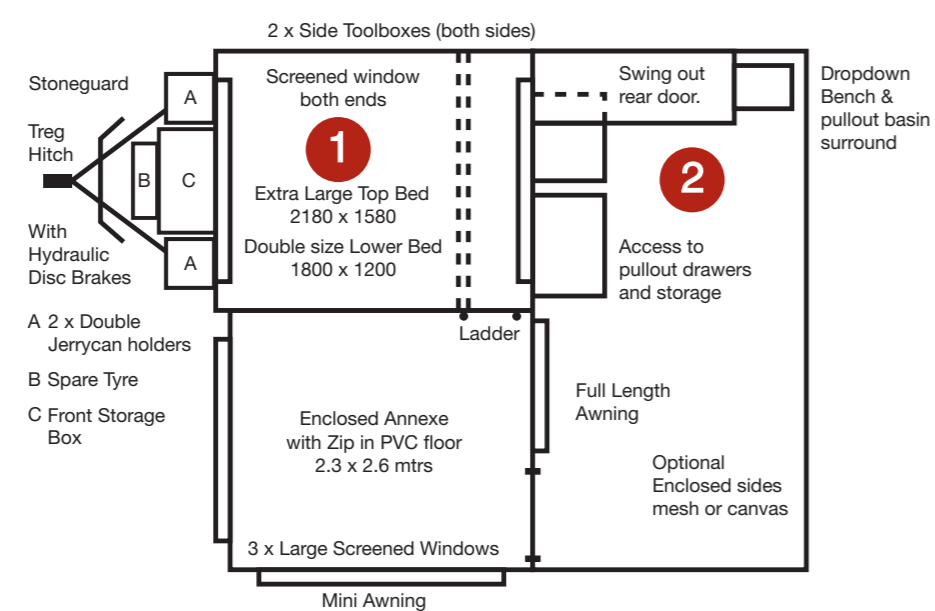 2 x Side Toolboxes (both sides)
Stoneguard
Treg
Hitch
With
Hydraulic
Disc Brakes
A
B
C
A
Screened window
both ends
1
Extra Large Top Bed
2180 x 1580
Double size Lower Bed
1800 x 1200
Swing out
rear door.
2
Access to
pullout drawers
and storage
Dropdown
Bench &
pullout basin
surround
A 2 x Double
Jerrycan holders
B Spare Tyre
C Front Storage
Box
Ladder
Enclosed Annexe
with Zip in PVC floor
2.3 x 2.6 mtrs
3 x Large Screened Windows
Full Length
Awning
Optional
Enclosed sides
mesh or canvas
Mini Awning